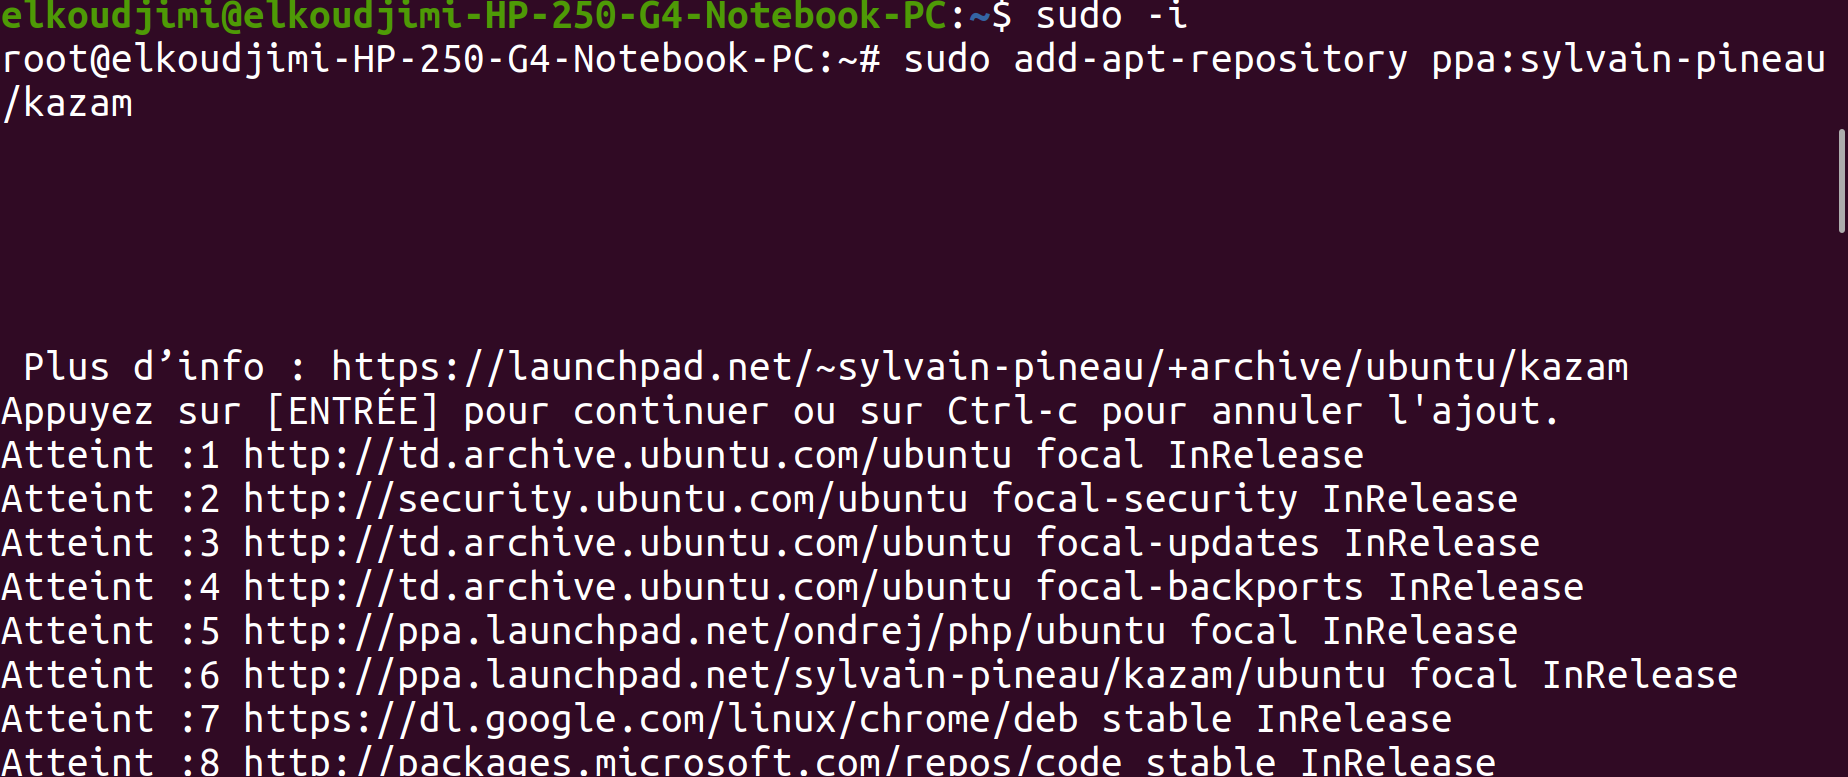 elkoudjimi@elkoudjimi-HP-250-G4-Notebook-PC:~$ sudo -i
root@elkoudjimi-HP-250-G4-Notebook-PC:~# sudo add-apt-repository ppa:sylvain-pineau
/kazam
Plus d’info : https://launchpad.net/~sylvain-pineau/+archive/ubuntu/kazam
Appuyez sur [ENTRÉE] pour continuer ou sur Ctrl-c pour annuler l'ajout.
Atteint :1 http://td.archive.ubuntu.com/ubuntu focal InRelease
Atteint :2 http://security.ubuntu.com/ubuntu focal-security InRelease
Atteint :3 http://td.archive.ubuntu.com/ubuntu focal-updates InRelease
Atteint :4 http://td.archive.ubuntu.com/ubuntu focal-backports InRelease
Atteint :5 http://ppa.launchpad.net/ondrej/php/ubuntu focal InRelease
Atteint :6 http://ppa.launchpad.net/sylvain-pineau/kazam/ubuntu focal InRelease
Atteint :7 https://dl.google.com/linux/chrome/deb stable InRelease
Atteint :8 http://packages.microsoft.com/repos/code stable InRelease